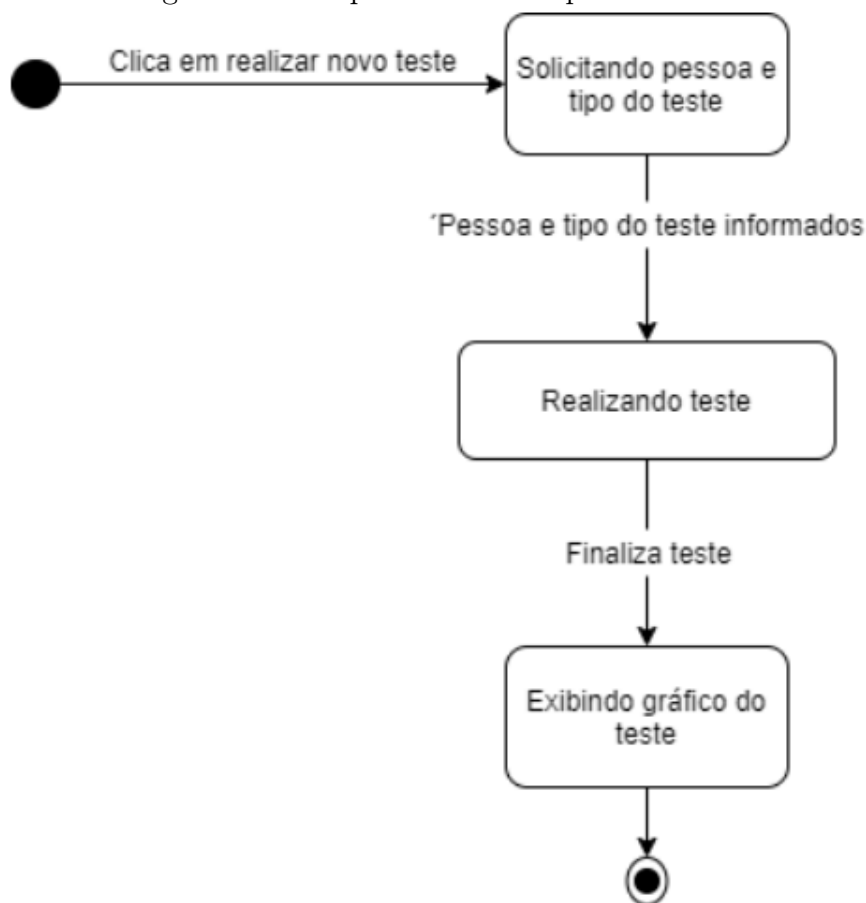 Clica em realizar novo teste
Solicitando pessoa e
tipo do teste
´Pessoa e tipo do teste informados
Realizando teste
Finaliza teste
Exibindo gráfico do
teste